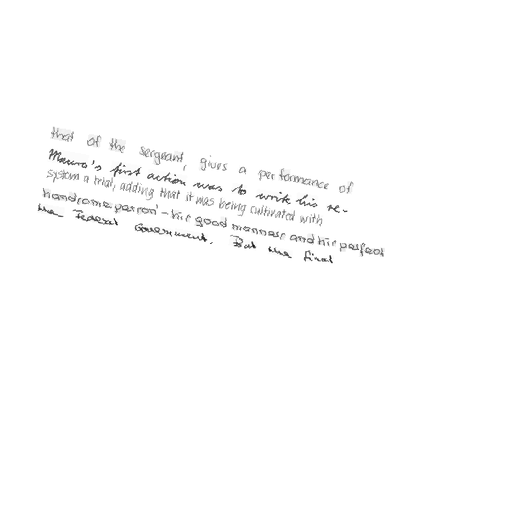 that of the sergeant, gives a performance of
Mauro's first action was to write his re-
system a trial, adding that it was being cultivated with
handsome person - his good manners and his perfect
the Federal Government. But the final